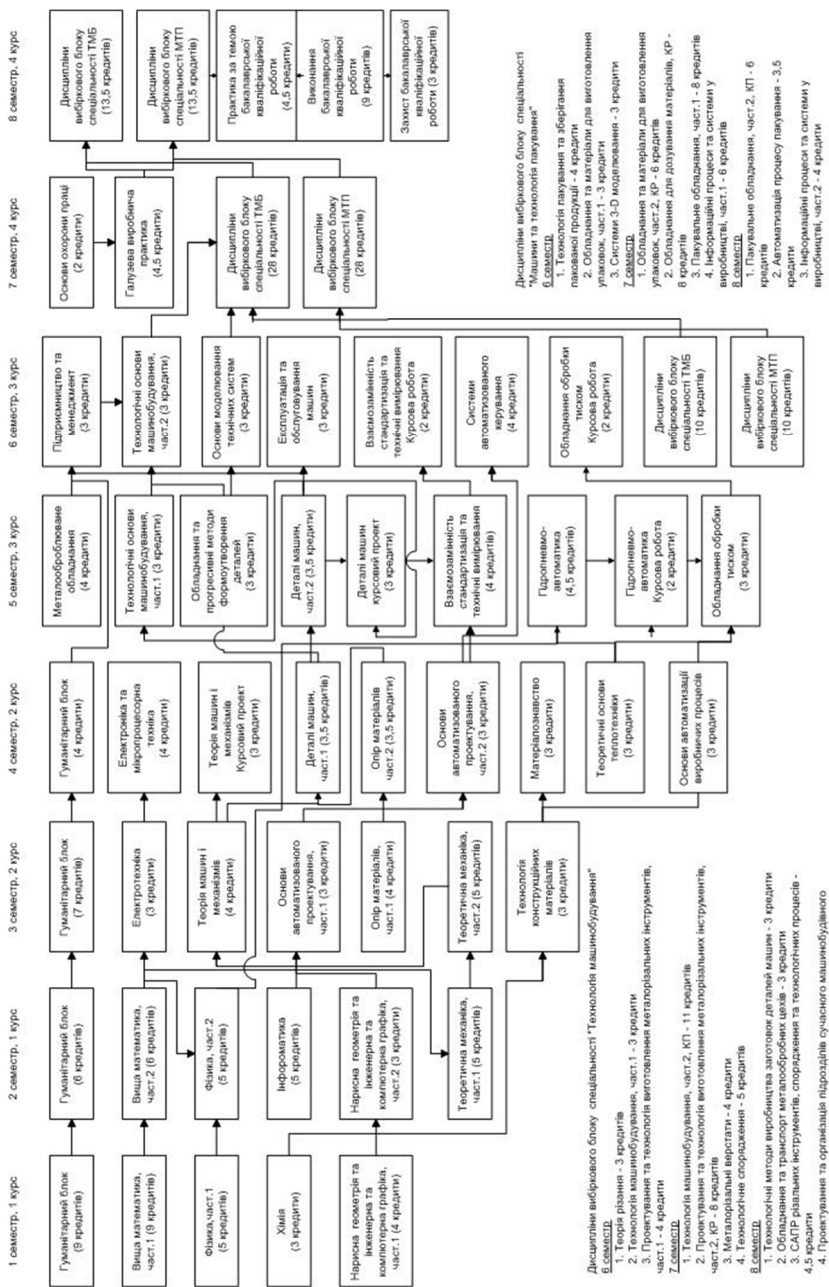 1 семестр, 1 курс
Гуманітарний блок
(9 кредитів)
Вища математика,
част.1 (9 кредитів)
Фізика,част.1
(5 кредитів)
Хімія
(3 кредити)
Нарисна геометрія та
інженерна та
компютерна графіка,
част.1 (4 кредити)
2 семестр, 1 курс
Гуманітарний блок
(6 кредитів)
Вища математика,
част.2 (6 кредитів)
Фізика, част.2
(5 кредитів)
Інфороматика
(5 кредитів)
Нарисна геометрія та
інженерна та
компютерна графіка,
част.2 (3 кредити)
Теоретична механіка,
част.1 (5 кредитів)
3 семестр, 2 курс
Гуманітарний блок
(7 кредитів)
Електротехніка
(3 кредити)
Теорія машин і
механізмів
(4 кредити)
Основи
автоматизованого
проектування,
част.1 (3 кредити)
Опір матеріалів,
част.1 (4 кредити)
Теоретична механіка,
част.2 (5 кредитів)
Технологія
конструкційних
матеріалів
(3 кредити)
4 семестр, 2 курс
Гуманітарний блок
(4 кредити)
Електроніка та
мікропроцесорна
техніка
(4 кредити)
Теорія машин і
механізмів
Курсовий проект
(3 кредити)
Деталі машин,
част.1 (3,5 кредитів)
Опір матеріалів
част.2 (3,5 кредити)
Основи
автоматизованого
проектування,
част.2 (3 кредити)
Матеріалознавство
(3 кредити)
Теоретичні основи
теплотехніки
(3 кредити)
Основи автоматизації
виробничих процесів
(3 кредити)
5 семестр, 3 курс
Металооброблюване
обладнання
(4 кредити)
Технологічні основи
машинобудування,
част.1 (3 кредити)
Обладнання та
прогресивні методи
формоутворення
деталей
(3 кредити)
Деталі машин,
част.2 (3,5 кредити)
Деталі машин
курсовий проект
(3 кредити)
Взаємозамінність
стандартизація та
технічні вимірювання
(4 кредити)
Гідропневмо-
автоматика
(4,5 кредитів)
Гідропневмо-
автоматика
Курсова робота
(2 кредити)
Обладнання обробки
тиском
(3 кредити)
6 семестр, 3 курс
Підприємництво та
менеджмент
(3 кредити)
Технологічні основи
машинобудування,
част.2 (3 кредити)
Основи моделювання
технічних систем
(3 кредити)
Експлуатація та
обслуговування
машин
(3 кредити)
Взаємозамінність
стандартизація та
технічні вимірювання
Курсова робота
(2 кредити)
Системи
автоматизованого
керування
(4 кредити)
Обладнання обробки
тиском
Курсова робота
(2 кредити)
Дисципліни
вибіркового блоку
спеціальності ТМБ
(10 кредитів)
Дисципліни
вибіркового блоку
спеціальності МТП
(10 кредитів)
7 семестр, 4 курс
Основи охорони праці
(2 кредити)
Галузева виробнича
практика
(4,5 кредити)
Дисципліни
вибіркового блоку
спеціальності ТМБ
(28 кредитів)
Дисципліни
вибіркового блоку
спеціальності МТП
(28 кредитів)
8 семестр, 4 курс
Дисципліни
вибіркового блоку
спеціальності ТМБ
(13,5 кредитів)
Дисципліни
вибіркового блоку
спеціальності МТП
(13,5 кредитів)
Практика за темою
бакалаврської
кваліфікаційної роботи
(4,5 кредити)
Виконання
бакалаврської
кваліфікаційної
роботи
(9 кредитів)
Захист бакалаврської
кваліфікаційної
роботи (3 кредити)
Дисципліни вибіркового блоку спеціальності "Технологія машинобудування"
6 семестр
1. Теорія різання - 3 кредитів
2. Технологія машинобудування, част.1 - 3 кредити
3. Проектування та технологія виготовлення металорізальних інструментів,
част.1 - 4 кредити
7 семестр
1. Технологія машинобудування, част.2, КП - 11 кредитів
2. Проектування та технологія виготовлення металорізальних інструментів,
част.2, КР - 8 кредитів
3. Металорізальні верстати - 4 кредити
4. Технологічне спорядження - 5 кредитів
8 семестр
1. Технологічні методи виробництва заготовок деталей машин - 3 кредити
2. Обладнання та транспорт металообробних цехів - 3 кредити
3. САПР різальних інструментів, спорядження та технологічних процесів -
4,5 кредити
4. Проектування та організація підрозділів сучасного машинобудівного
Дисципліни вибіркового блоку спеціальності
"Машини та технологія пакування"
6 семестр
1. Технологія пакування та зберігання
пакованої продукції - 4 кредити
2. Обладнання та матеріали для виготовлення
упаковок, част.1 - 3 кредити
3. Системи 3-D моделювання - 3 кредити
7 семестр
1. Обладнання та матеріали для виготовлення
упаковок, част.2, КР - 6 кредитів
2. Обладнання для дозування матеріалів, КР -
8 кредитів
3. Пакувальне обладнання, част.1 - 8 кредитів
4. Інформаційні процеси та системи у
виробництві, част.1 - 6 кредитів
8 семестр
1. Пакувальне обладнання, част.2, КП - 6
кредитів
2. Автоматизація процесу пакування - 3,5
кредити
3. Інформаційні процеси та системи у
виробництві, част.2 - 4 кредити